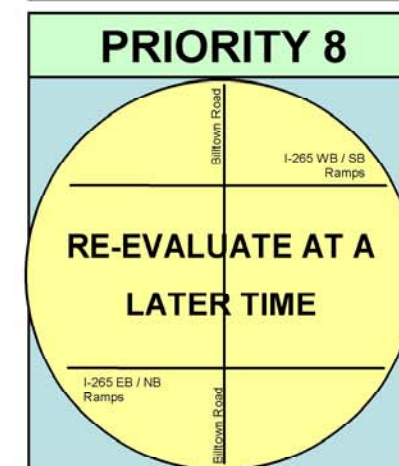 PRIORITY 8
Billtown Road
I-265 WB / SB
Ramps
RE-EVALUATE AT A
LATER TIME
I-265 EB / NB
Ramps
Billtown Road